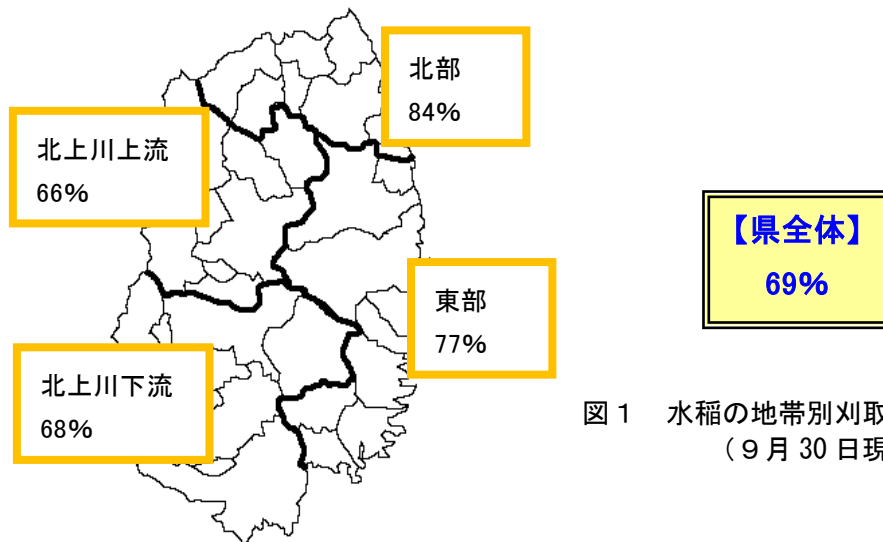 北部
84%
北上川上流
66%
【県全体】
69%
東部
77%
北上川下流
68%
図１　水稲の地帯別刈取
（９月 30 日現